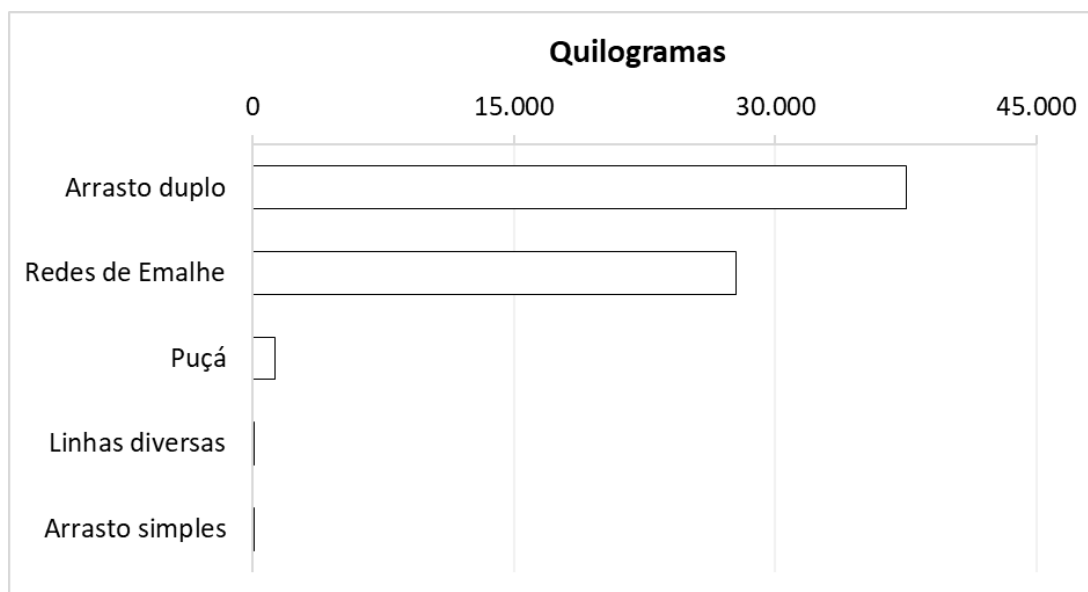 Quilogramas
0 15.000 30.000 45.000
Arrasto duplo
Redes de Emalhe
Puçá
Linhas diversas
Arrasto simples